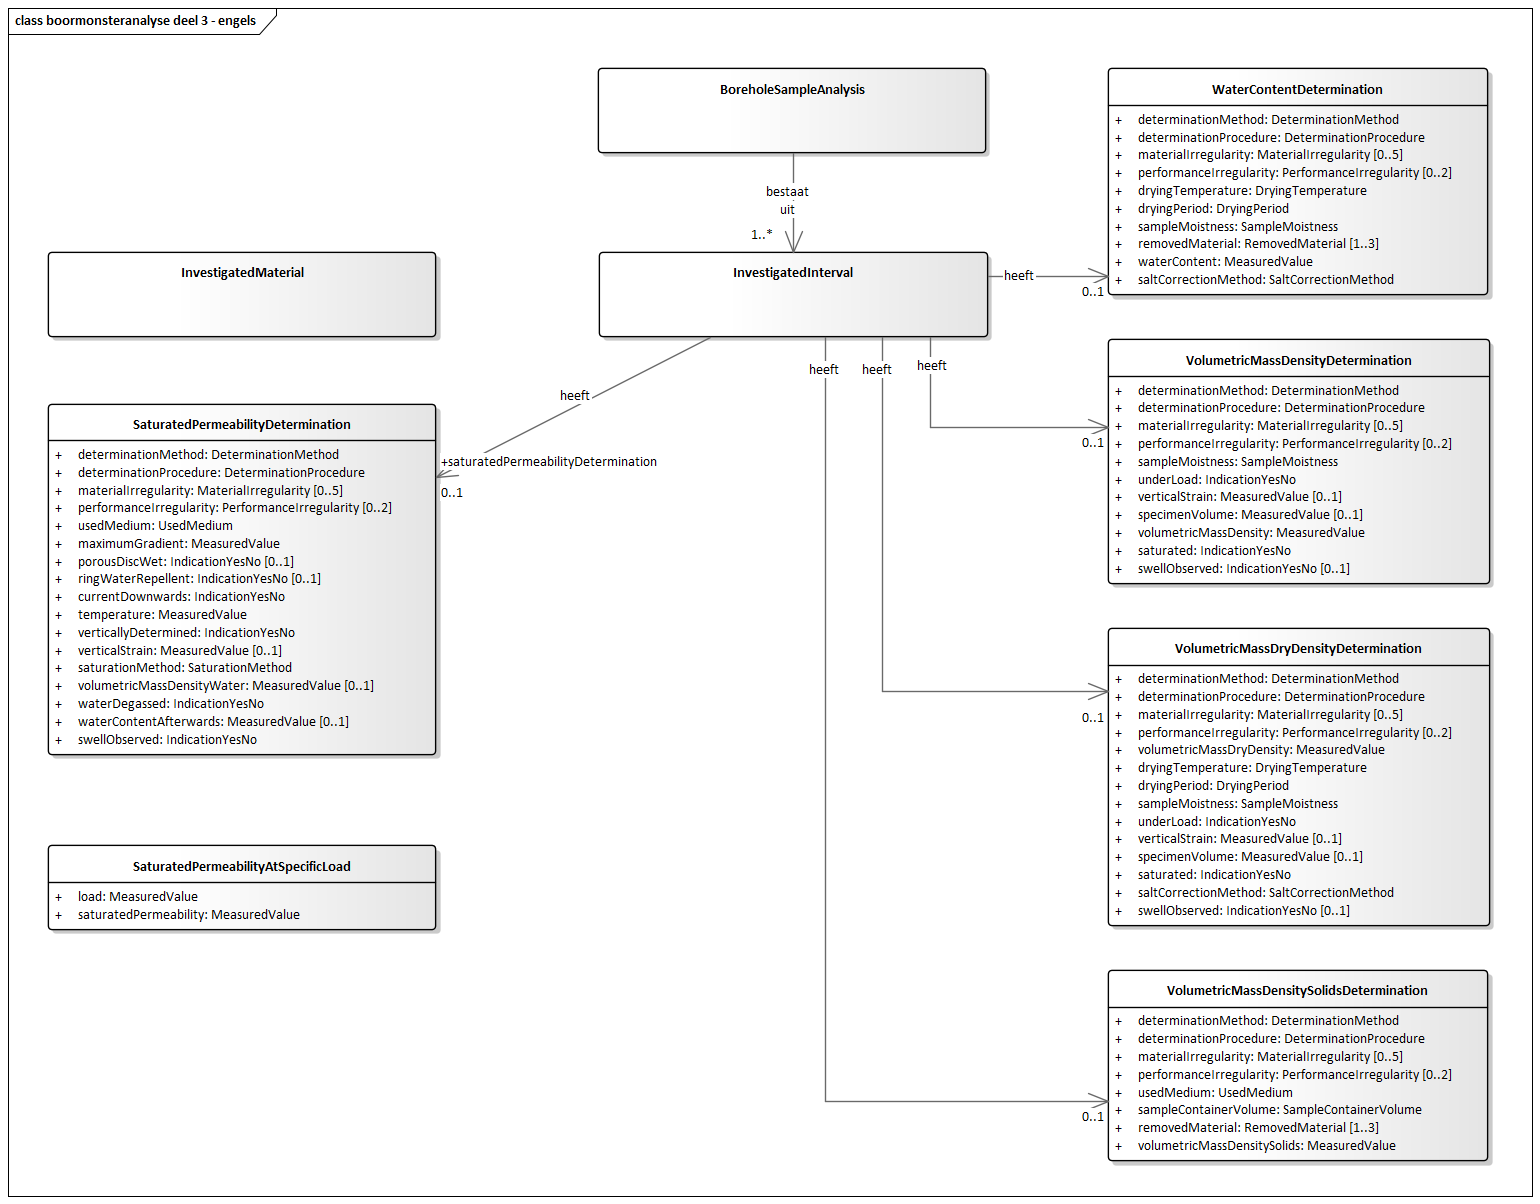 class boormonsteranalyse deel 3 - engels
BoreholeSampleAnalysis
bestaat
uit
1..*
InvestigatedMaterial
InvestigatedInterval
heeft
0..1
WaterContentDetermination
+ determinationMethod: DeterminationMethod
+ determinationProcedure: DeterminationProcedure
+ materialIrregularity: MaterialIrregularity [0..5]
+ performanceIrregularity: PerformanceIrregularity [0..2]
+ dryingTemperature: DryingTemperature
+ dryingPeriod: DryingPeriod
+ sampleMoistness: SampleMoistness
+ removedMaterial: RemovedMaterial [1..3]
+ waterContent: MeasuredValue
+ saltCorrectionMethod: SaltCorrectionMethod
heeft
heeft
heeft
heeft
0..1
VolumetricMassDensityDetermination
+ determinationMethod: DeterminationMethod
+ determinationProcedure: DeterminationProcedure
+ materialIrregularity: MaterialIrregularity [0..5]
+ performanceIrregularity: PerformanceIrregularity [0..2]
+ sampleMoistness: SampleMoistness
+ underLoad: IndicationYesNo
+ verticalStrain: MeasuredValue [0..1]
+ specimenVolume: MeasuredValue [0..1]
+ volumetricMassDensity: MeasuredValue
+ saturated: IndicationYesNo
+ swellObserved: IndicationYesNo [0..1]
+saturatedPermeabilityDetermination
0..1
SaturatedPermeabilityDetermination
+ determinationMethod: DeterminationMethod
+ determinationProcedure: DeterminationProcedure
+ materialIrregularity: MaterialIrregularity [0..5]
+ performanceIrregularity: PerformanceIrregularity [0..2]
+ usedMedium: UsedMedium
+ maximumGradient: MeasuredValue
+ porousDiscWet: IndicationYesNo [0..1]
+ ringWaterRepellent: IndicationYesNo [0..1]
+ currentDownwards: IndicationYesNo
+ temperature: MeasuredValue
+ verticallyDetermined: IndicationYesNo
+ verticalStrain: MeasuredValue [0..1]
+ saturationMethod: SaturationMethod
+ volumetricMassDensityWater: MeasuredValue [0..1]
+ waterDegassed: IndicationYesNo
+ waterContentAfterwards: MeasuredValue [0..1]
+ swellObserved: IndicationYesNo
0..1
VolumetricMassDryDensityDetermination
+ determinationMethod: DeterminationMethod
+ determinationProcedure: DeterminationProcedure
+ materialIrregularity: MaterialIrregularity [0..5]
+ performanceIrregularity: PerformanceIrregularity [0..2]
+ volumetricMassDryDensity: MeasuredValue
+ dryingTemperature: DryingTemperature
+ dryingPeriod: DryingPeriod
+ sampleMoistness: SampleMoistness
+ underLoad: IndicationYesNo
+ verticalStrain: MeasuredValue [0..1]
+ specimenVolume: MeasuredValue [0..1]
+ saturated: IndicationYesNo
+ saltCorrectionMethod: SaltCorrectionMethod
+ swellObserved: IndicationYesNo [0..1]
SaturatedPermeabilityAtSpecificLoad
+ load: MeasuredValue
+ saturatedPermeability: MeasuredValue
0..1
VolumetricMassDensitySolidsDetermination
+ determinationMethod: DeterminationMethod
+ determinationProcedure: DeterminationProcedure
+ materialIrregularity: MaterialIrregularity [0..5]
+ performanceIrregularity: PerformanceIrregularity [0..2]
+ usedMedium: UsedMedium
+ sampleContainerVolume: SampleContainerVolume
+ removedMaterial: RemovedMaterial [1..3]
+ volumetricMassDensitySolids: MeasuredValue